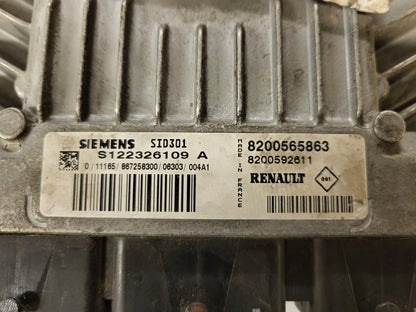 SIEMENS SID301
S122326109 A
0/11165/867258300/06303/004A1
MADE IN FRANCE
8200565863
8200592611
RENAULT